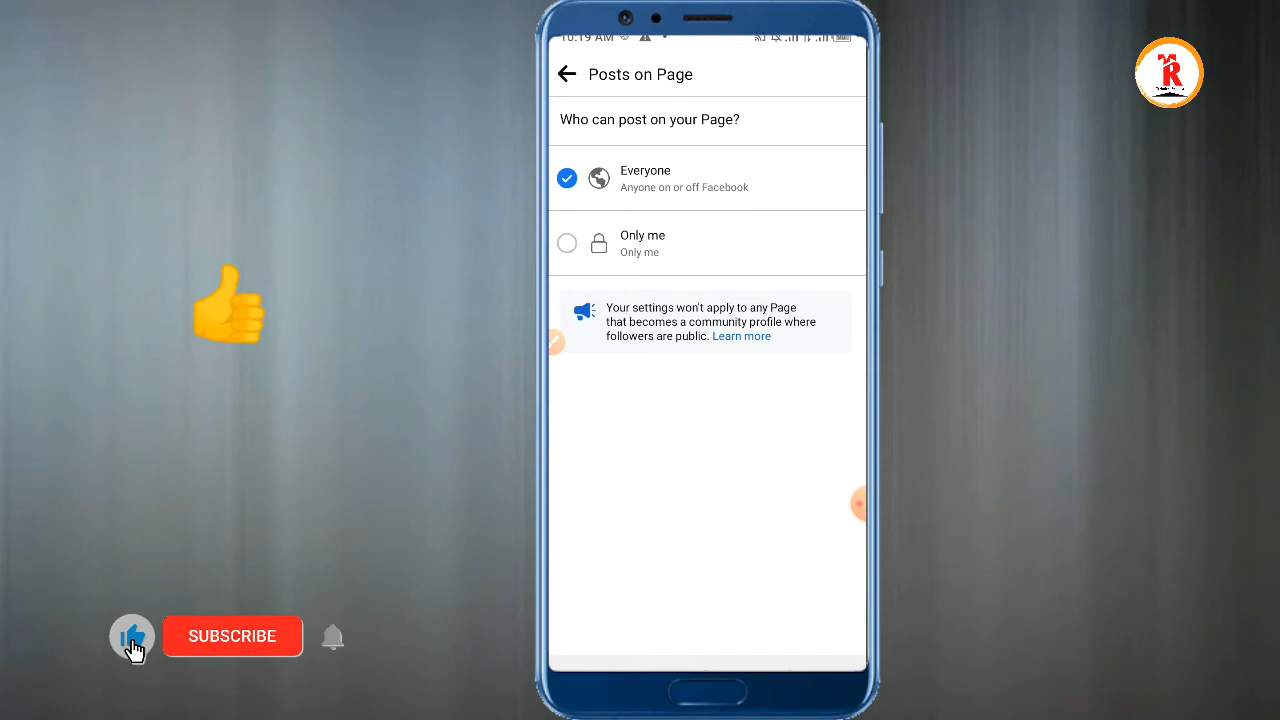 10:19 AM
Posts on Page
Who can post on your Page?
Everyone
Anyone on or off Facebook
Only me
Only me
Your settings won't apply to any Page
that becomes a community profile where
followers are public. Learn more
SUBSCRIBE